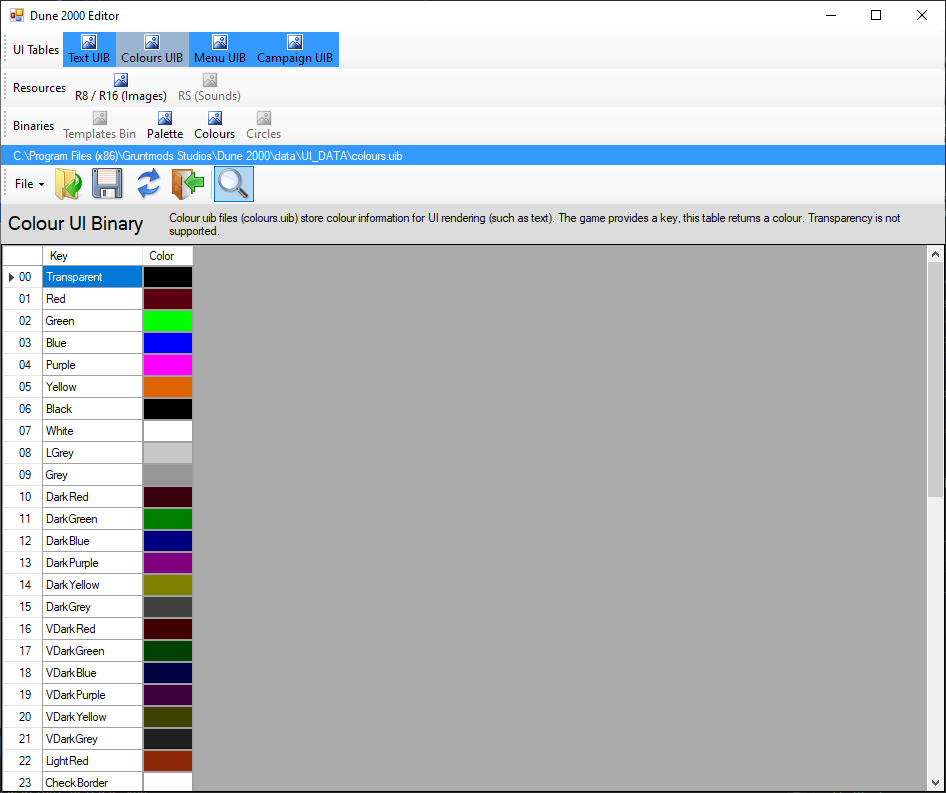 Dune 2000 Editor
UI Tables
Text UIB
Colours UIB
Menu UIB
Campaign UIB
Resources
R8 / R16 (Images)
RS (Sounds)
Binaries
Templates Bin
Palette
Colours
Circles
C:\Program Files (x86)\Gruntmods Studios\Dune 2000\data\UI_DATA\colours.uib
File
Colour UI Binary
Colour uib files (colours.uib) store colour information for UI rendering (such as text). The game provides a key, this table returns a colour. Transparency is not
supported.
Key Color
00 Transparent
01 Red
02 Green
03 Blue
04 Purple
05 Yellow
06 Black
07 White
08 LGrey
09 Grey
10 DarkRed
11 DarkGreen
12 DarkBlue
13 DarkPurple
14 DarkYellow
15 DarkGrey
16 VDarkRed
17 VDarkGreen
18 VDarkBlue
19 VDarkPurple
20 VDarkYellow
21 VDarkGrey
22 LightRed
23 CheckBorder